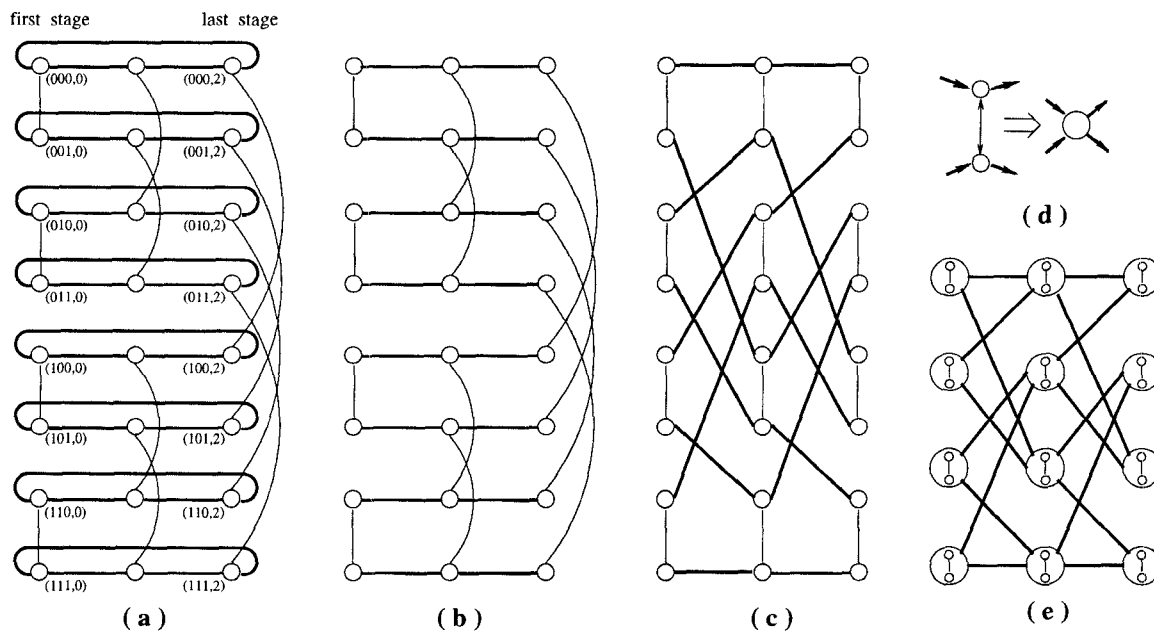 first stage last stage
(000,0) (000,2)
(001,0) (001,2)
(010,0) (010,2)
(d)
(011,0) (011,2)
(100,0) (100,2)
(101,0) (101,2)
(110,0) (110,2)
(111,0) (111,2)
(a) (b) (c) (e)